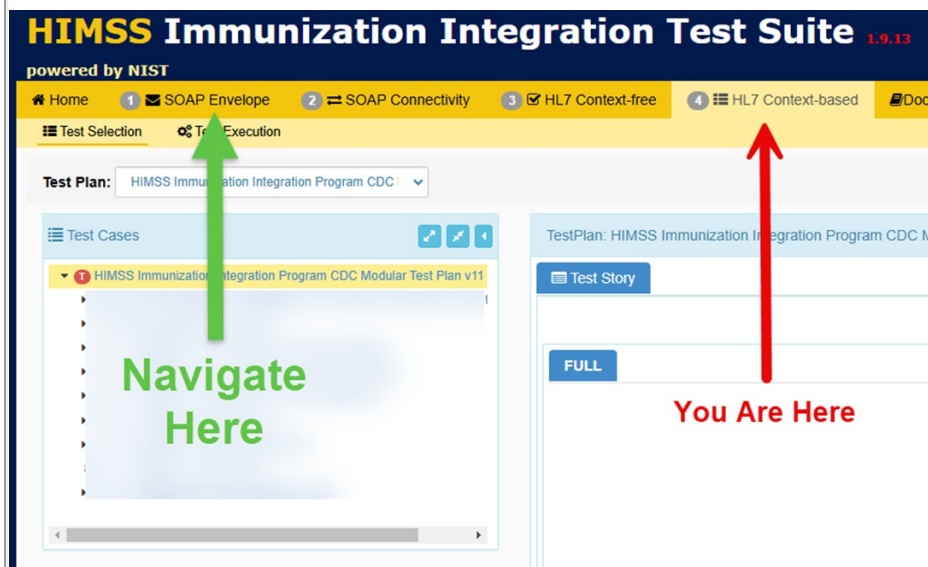 HIMSS Immunization Integration Test Suite 1.9.13
powered by NIST
Home 1 SOAP Envelope 2 SOAP Connectivity 3 HL7 Context-free 4 HL7 Context-based Doc
Test Selection Execution
Test Plan: HIMSS Immunization Integration Program CDC
Test Cases
TestPlan: HIMSS Immunization Integration Program CDC M
T HIMSS Immunization Integration Program CDC Modular Test Plan v11
Test Story
FULL
Navigate
Here
You Are Here